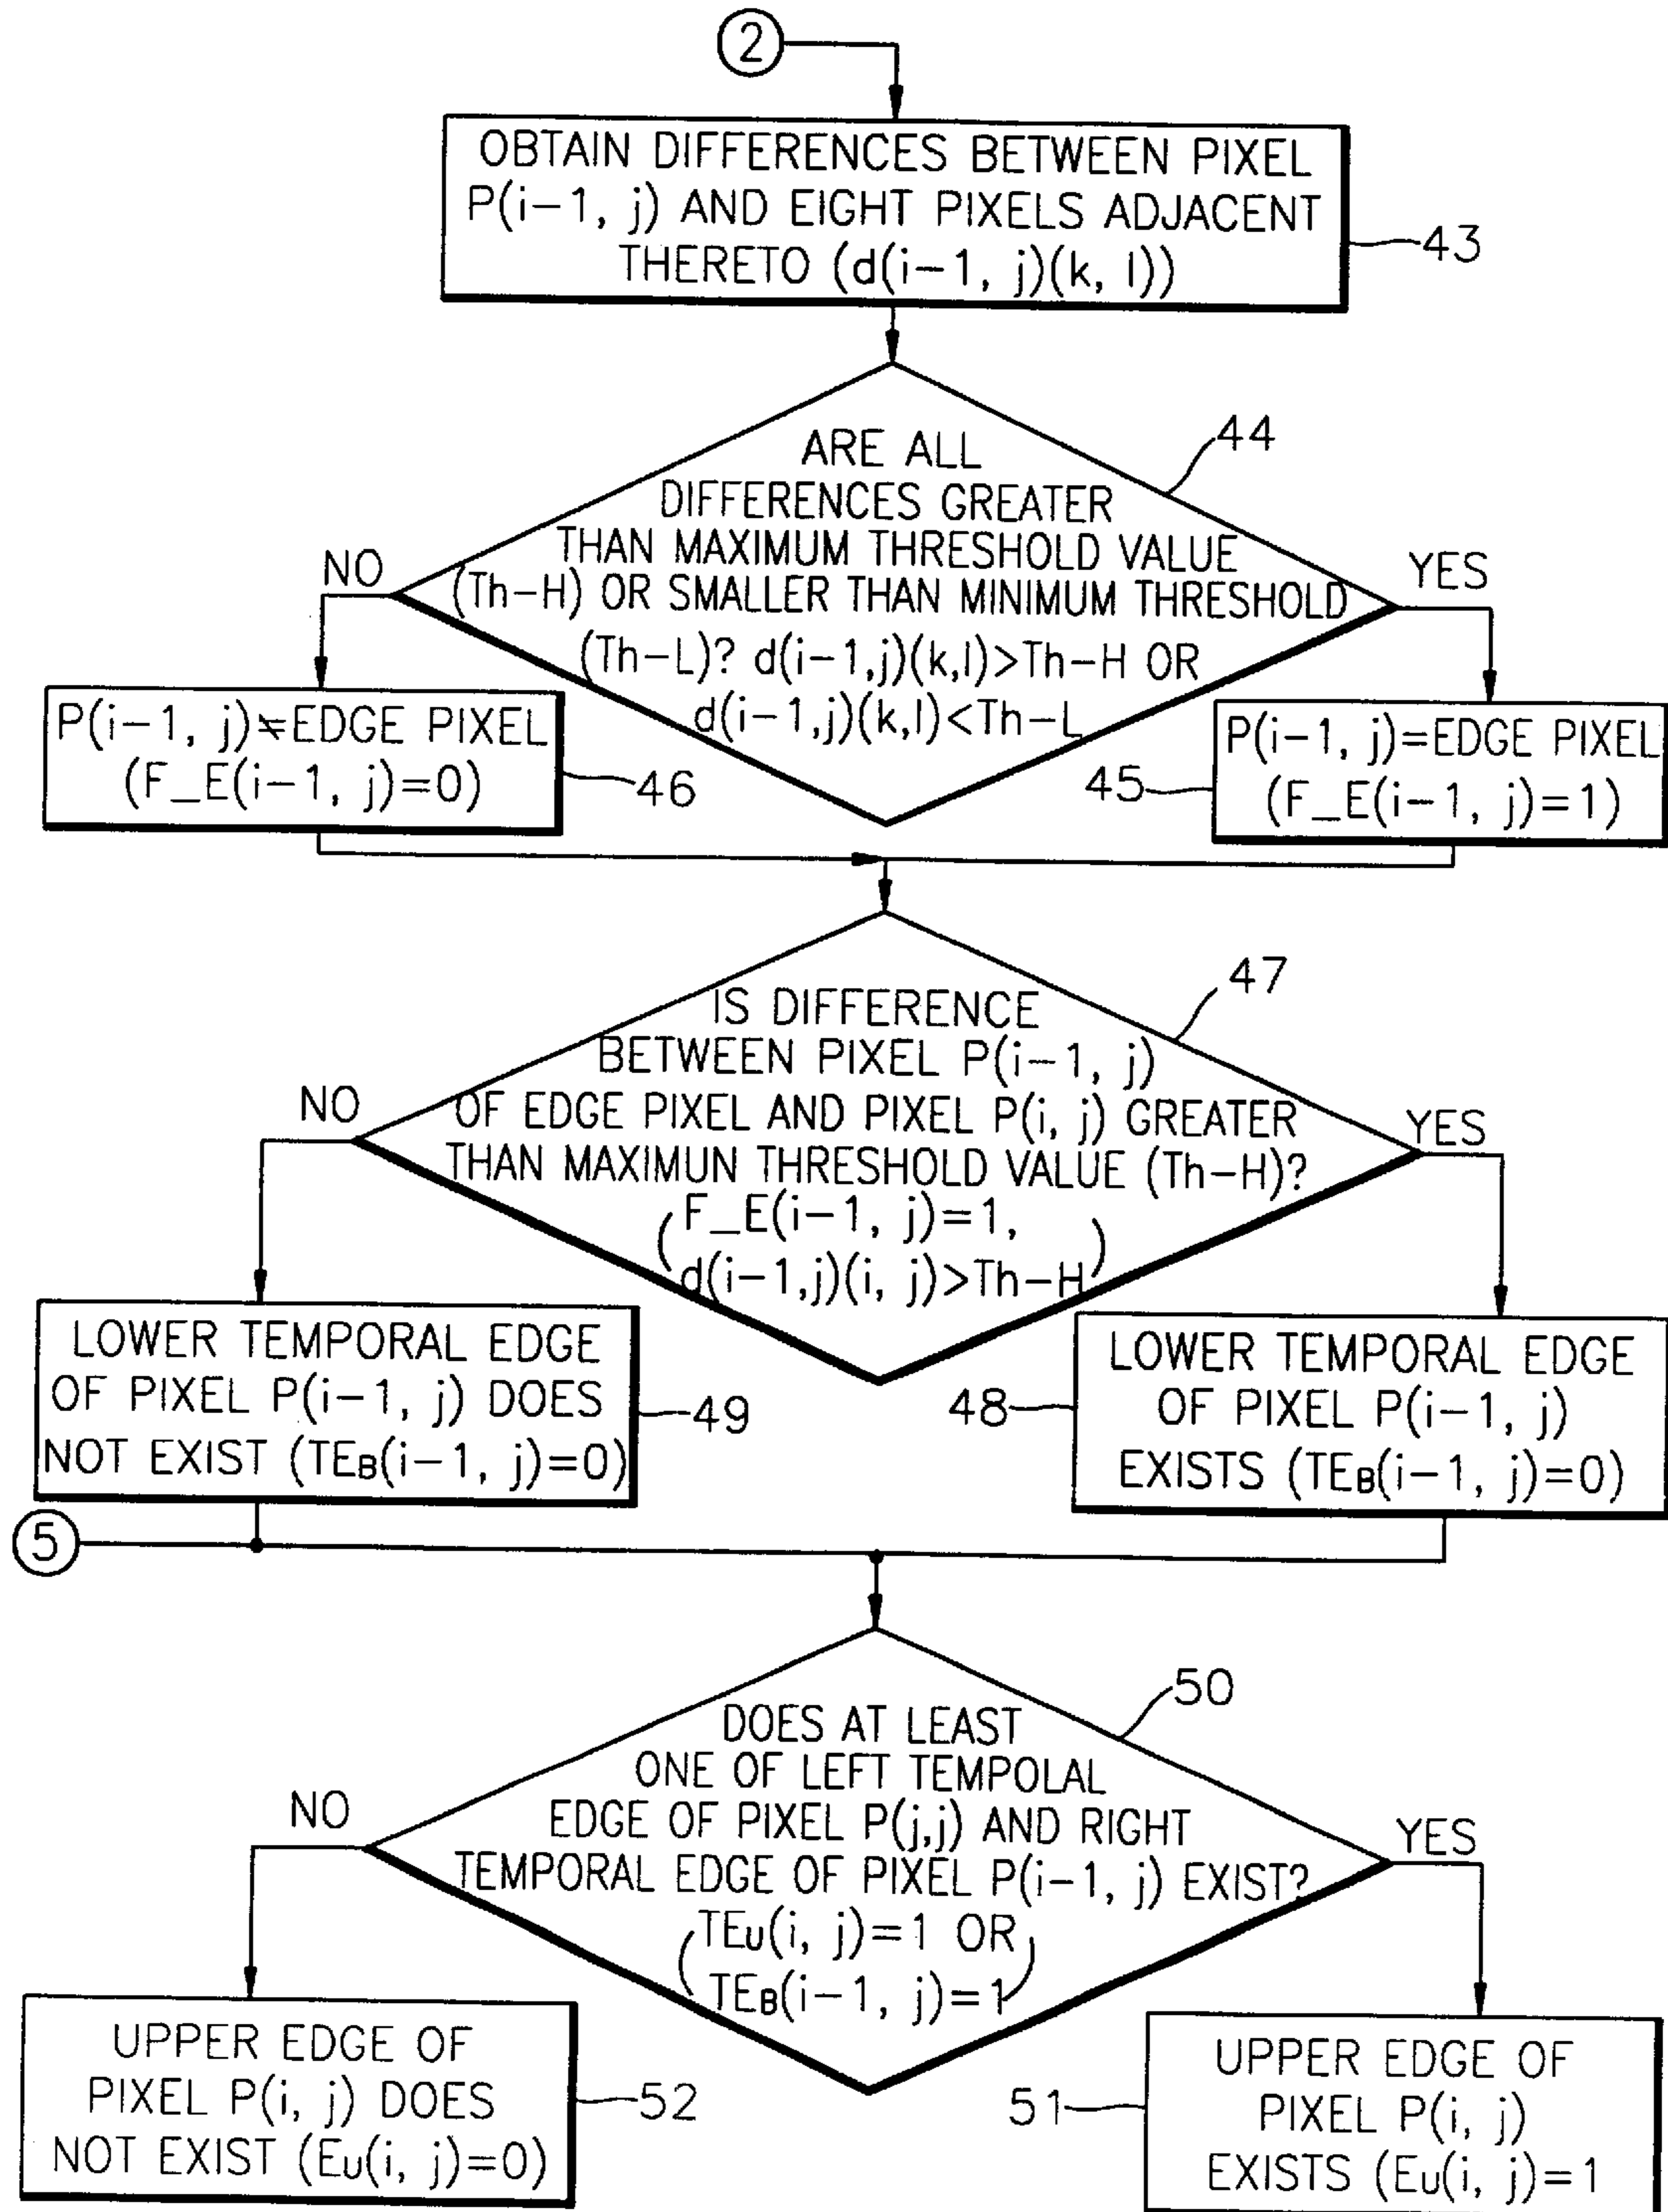 2
OBTAIN DIFFERENCES BETWEEN PIXEL
P(i-1, j) AND EIGHT PIXELS ADJACENT
THERETO (d(i-1, j)(k, l))
43
44
ARE ALL
DIFFERENCES GREATER
THAN MAXIMUM THRESHOLD VALUE
(Th-H) OR SMALLER THAN MINIMUM THRESHOLD
(Th-L)? d(i-1,j)(k,l)>Th-H OR
d(i-1,j)(k,l)<Th-L
NO
YES
P(i-1, j)≠EDGE PIXEL
(F_E(i-1, j)=0)
46
45
P(i-1, j)=EDGE PIXEL
(F_E(i-1, j)=1)
47
IS DIFFERENCE
BETWEEN PIXEL P(i-1, j)
OF EDGE PIXEL AND PIXEL P(i, j) GREATER
THAN MAXIMUN THRESHOLD VALUE (Th-H)?
(F_E(i-1, j)=1,
d(i-1,j)(i, j)>Th-H)
NO
YES
LOWER TEMPORAL EDGE
OF PIXEL P(i-1, j) DOES
NOT EXIST (TEB(i-1, j)=0)
49
48
LOWER TEMPORAL EDGE
OF PIXEL P(i-1, j)
EXISTS (TEB(i-1, j)=0)
5
50
DOES AT LEAST
ONE OF LEFT TEMPOLAL
EDGE OF PIXEL P(j,j) AND RIGHT
TEMPORAL EDGE OF PIXEL P(i-1, j) EXIST?
(TEU(i, j)=1 OR
TEB(i-1, j)=1)
NO
YES
UPPER EDGE OF
PIXEL P(i, j) DOES
NOT EXIST (EU(i, j)=0)
52
51
UPPER EDGE OF
PIXEL P(i, j)
EXISTS (EU(i, j)=1